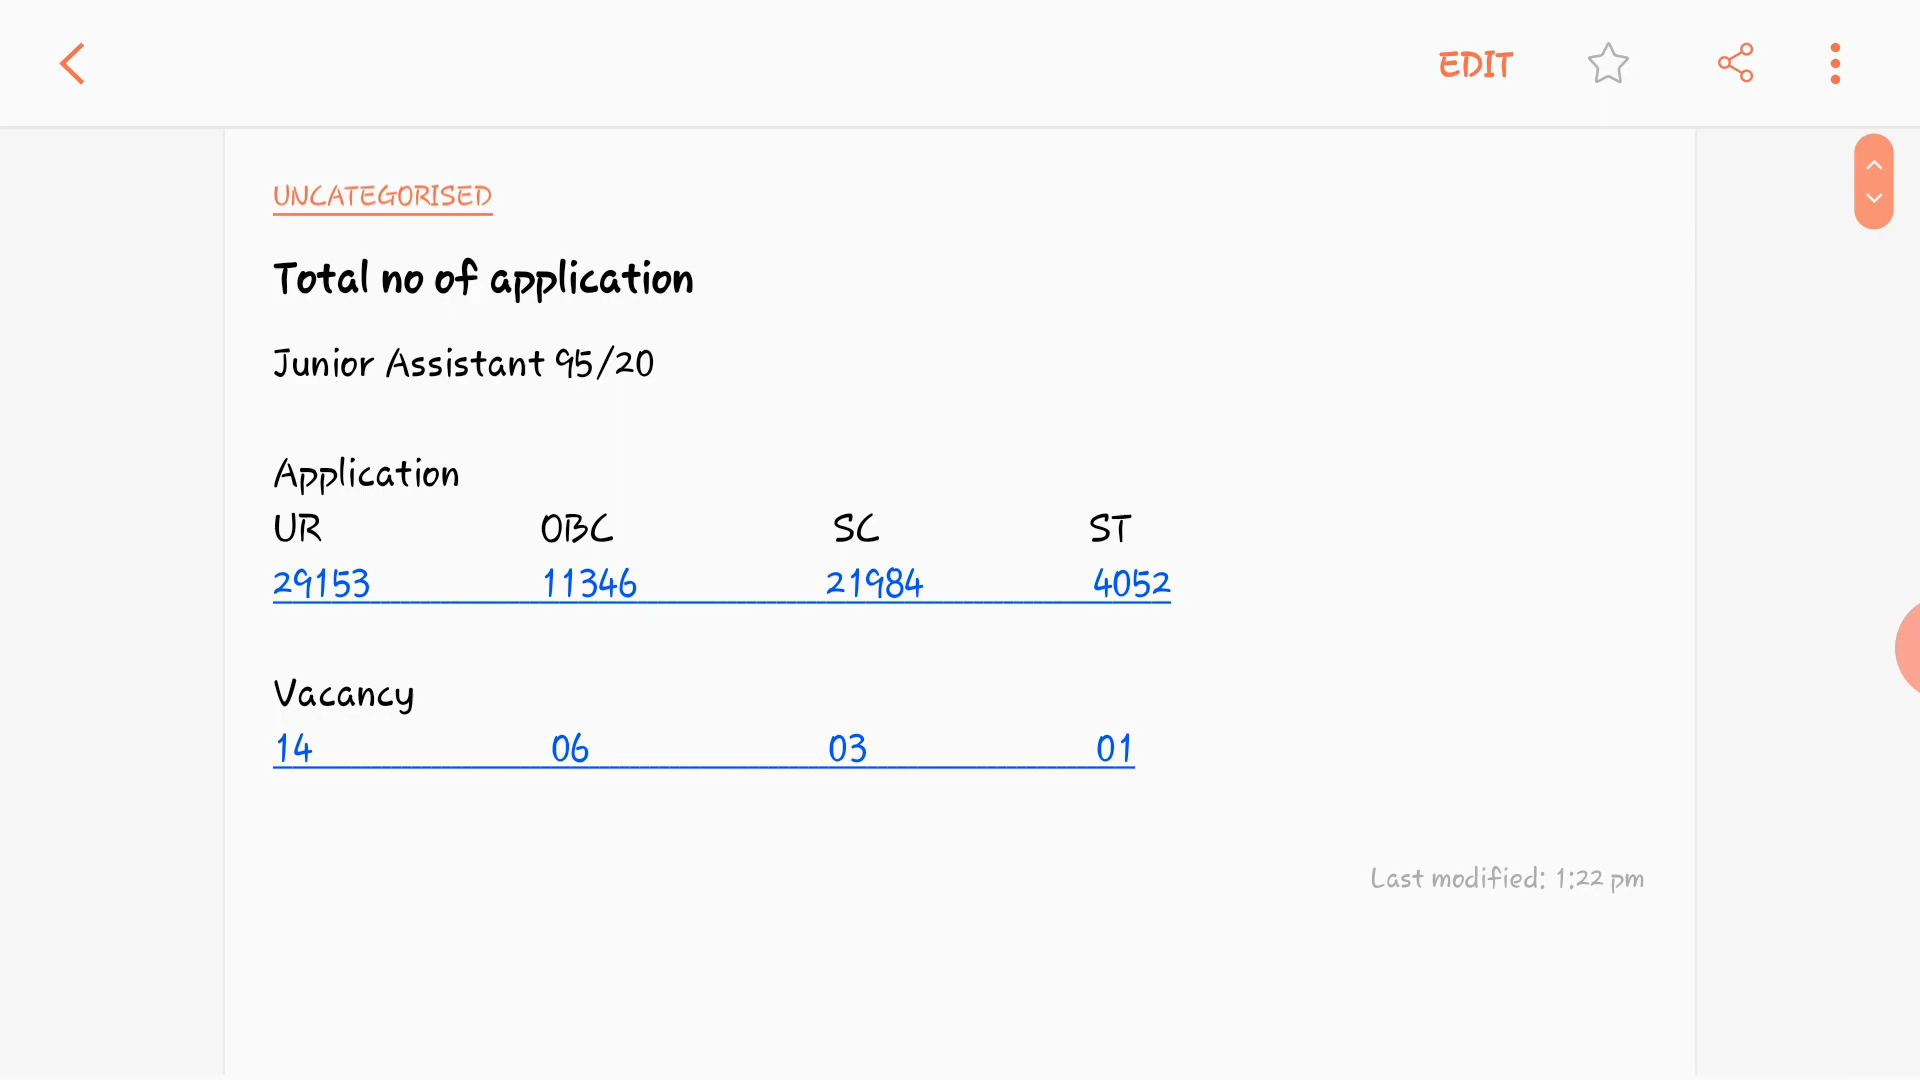 EDIT
UNCATEGORISED
Total no of application
Junior Assistant 95/20
Application
UR OBC SC ST
29153 11346 21984 4052
Vacancy
14 06 03 01
Last modified: 1:22 pm